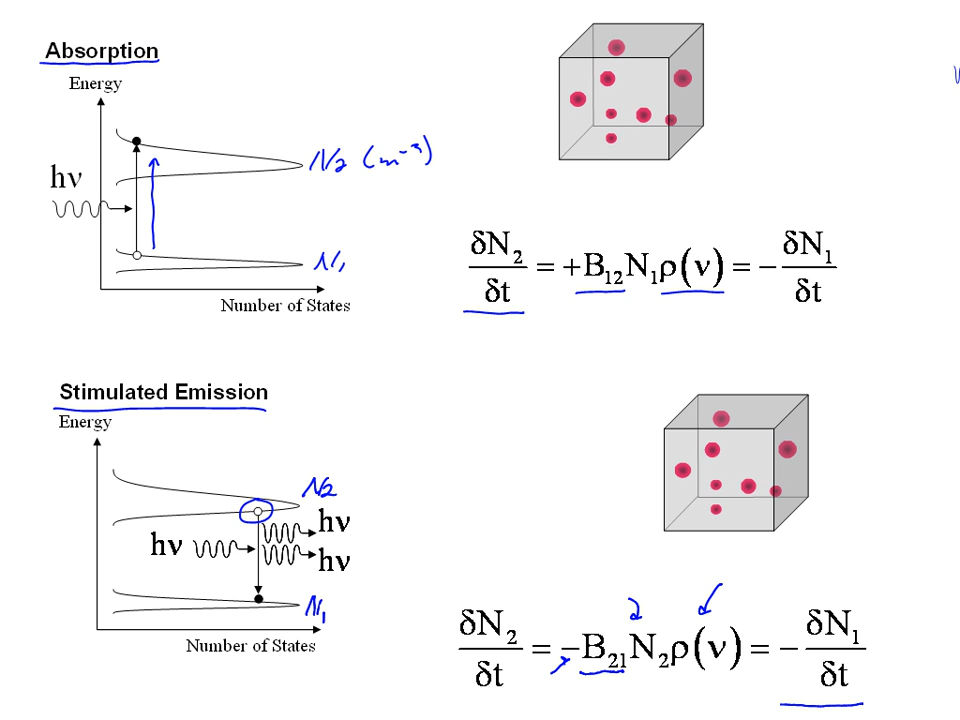 Absorption
Energy
N2 (m⁻³)
hν
N1
Number of States
δN₂/δt = +B₁₂N₁ρ(ν) = −δN₁/δt
Stimulated Emission
Energy
N2
hν
hν
hν
N1
Number of States
δN₂/δt = −B₂₁N₂ρ(ν) = −δN₁/δt